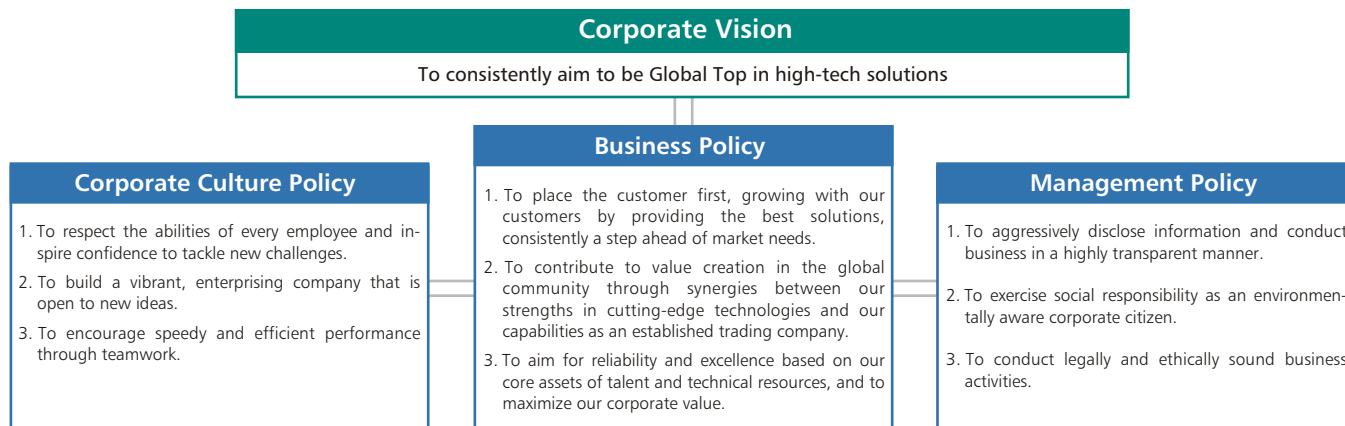 Corporate Vision
To consistently aim to be Global Top in high-tech solutions
Corporate Culture Policy
1. To respect the abilities of every employee and in-
spire confidence to tackle new challenges.
2. To build a vibrant, enterprising company that is
open to new ideas.
3. To encourage speedy and efficient performance
through teamwork.
Business Policy
1. To place the customer first, growing with our
customers by providing the best solutions,
consistently a step ahead of market needs.
2. To contribute to value creation in the global
community through synergies between our
strengths in cutting-edge technologies and our
capabilities as an established trading company.
3. To aim for reliability and excellence based on our
core assets of talent and technical resources, and to
maximize our corporate value.
Management Policy
1. To aggressively disclose information and conduct
business in a highly transparent manner.
2. To exercise social responsibility as an environmen-
tally aware corporate citizen.
3. To conduct legally and ethically sound business
activities.